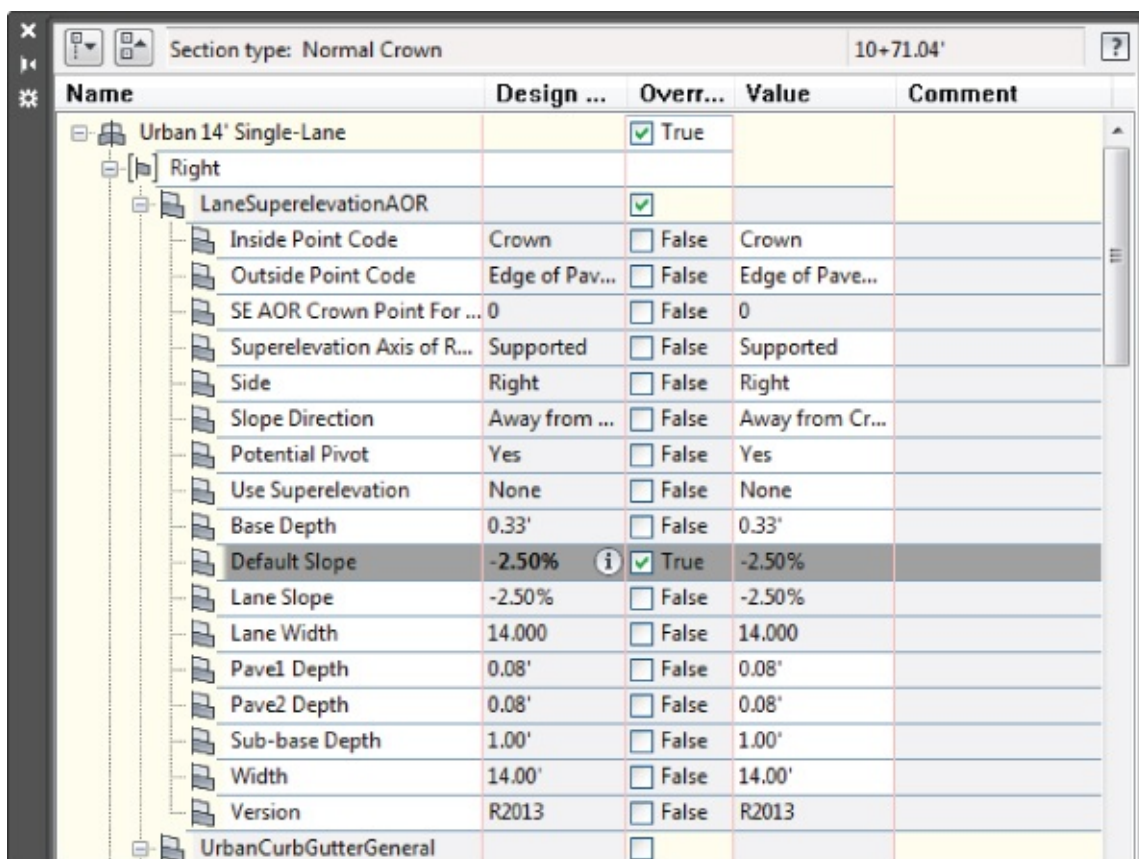 Section type: Normal Crown 10+71.04' ?
Name Design ... Overr... Value Comment
Urban 14' Single-Lane True
Right
LaneSuperelevationAOR
Inside Point Code Crown False Crown
Outside Point Code Edge of Pav... False Edge of Pave...
SE AOR Crown Point For ... 0 False 0
Superelevation Axis of R... Supported False Supported
Side Right False Right
Slope Direction Away from ... False Away from Cr...
Potential Pivot Yes False Yes
Use Superelevation None False None
Base Depth 0.33' False 0.33'
Default Slope -2.50% i True -2.50%
Lane Slope -2.50% False -2.50%
Lane Width 14.000 False 14.000
Pave1 Depth 0.08' False 0.08'
Pave2 Depth 0.08' False 0.08'
Sub-base Depth 1.00' False 1.00'
Width 14.00' False 14.00'
Version R2013 False R2013
UrbanCurbGutterGeneral